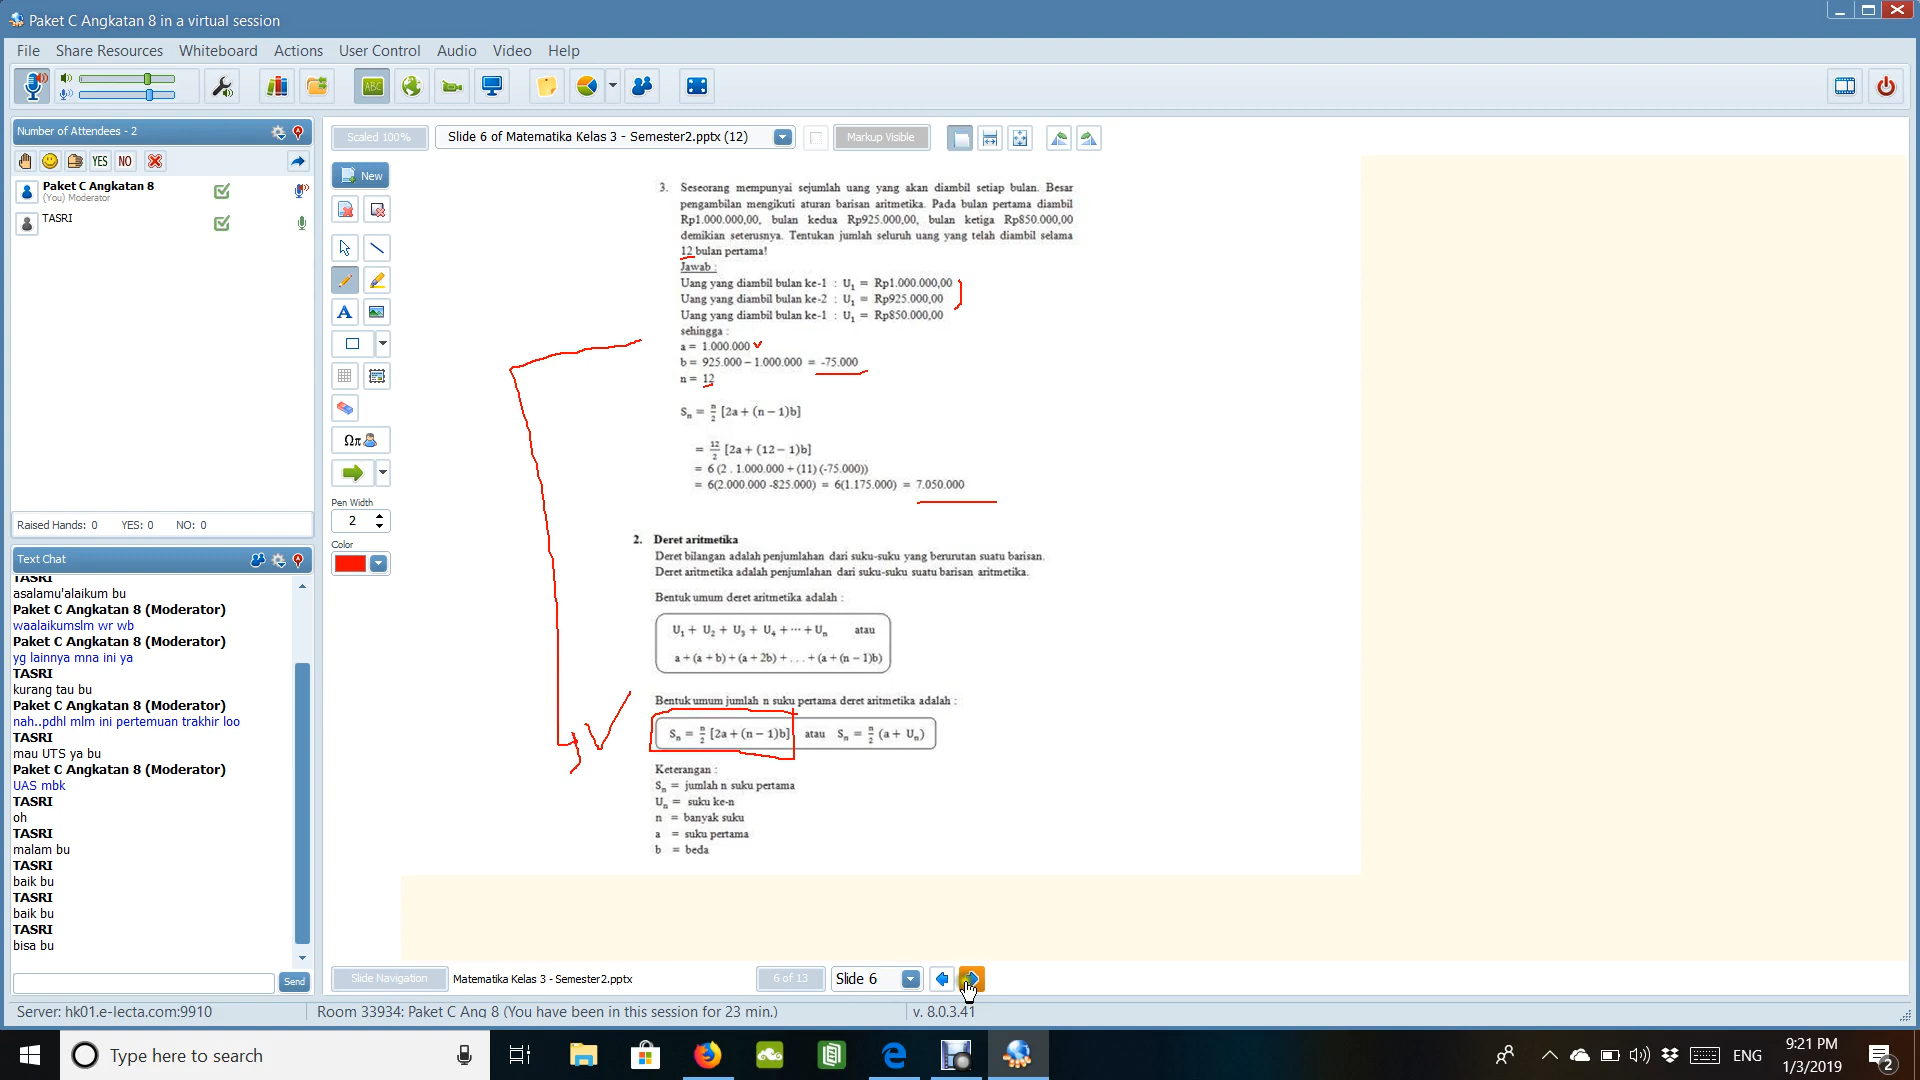 Paket C Angkatan 8 in a virtual session
File Share Resources Whiteboard Actions User Control Audio Video Help
ABC
Number of Attendees - 2
YES NO
Paket C Angkatan 8
(You) Moderator
TASRI
Raised Hands: 0 YES: 0 NO: 0
Text Chat
TASRI
asalamu'alaikum bu
Paket C Angkatan 8 (Moderator)
waalaikumslm wr wb
Paket C Angkatan 8 (Moderator)
yg lainnya mna ini ya
TASRI
kurang tau bu
Paket C Angkatan 8 (Moderator)
nah..pdhl mlm ini pertemuan trakhir loo
TASRI
mau UTS ya bu
Paket C Angkatan 8 (Moderator)
UAS mbk
TASRI
oh
TASRI
malam bu
TASRI
baik bu
TASRI
baik bu
TASRI
bisa bu
Send
Scaled 100% Slide 6 of Matematika Kelas 3 - Semester2.pptx (12) Markup Visible
New
A
Ωπ
Pen Width
2
Color
3. Seseorang mempunyai sejumlah uang yang akan diambil setiap bulan. Besar
pengambilan mengikuti aturan barisan aritmetika. Pada bulan pertama diambil
Rp1.000.000,00, bulan kedua Rp925.000,00, bulan ketiga Rp850.000,00
demikian seterusnya. Tentukan jumlah seluruh uang yang telah diambil selama
12 bulan pertama!
Jawab :
Uang yang diambil bulan ke-1 : U₁ = Rp1.000.000,00
Uang yang diambil bulan ke-2 : U₁ = Rp925.000,00
Uang yang diambil bulan ke-1 : U₁ = Rp850.000,00
sehingga :
a = 1.000.000
b = 925.000 – 1.000.000 = -75.000
n = 12
Sₙ = n/2 [2a + (n – 1)b]
= 12/2 [2a + (12 – 1)b]
= 6 (2 . 1.000.000 + (11) (-75.000))
= 6(2.000.000 -825.000) = 6(1.175.000) = 7.050.000
2. Deret aritmetika
Deret bilangan adalah penjumlahan dari suku-suku yang berurutan suatu barisan.
Deret aritmetika adalah penjumlahan dari suku-suku suatu barisan aritmetika.
Bentuk umum deret aritmetika adalah :
U₁ + U₂ + U₃ + U₄ + ⋯ + Uₙ atau
a + (a + b) + (a + 2b) + . . . + (a + (n – 1)b)
Bentuk umum jumlah n suku pertama deret aritmetika adalah :
Sₙ = n/2 [2a + (n – 1)b] atau Sₙ = n/2 (a + Uₙ)
Keterangan :
Sₙ = jumlah n suku pertama
Uₙ = suku ke-n
n = banyak suku
a = suku pertama
b = beda
Slide Navigation Matematika Kelas 3 - Semester2.pptx 6 of 13 Slide 6
Server: hk01.e-lecta.com:9910 Room 33934: Paket C Ang 8 (You have been in this session for 23 min.) v. 8.0.3.41
Type here to search
ENG
9:21 PM
1/3/2019
2